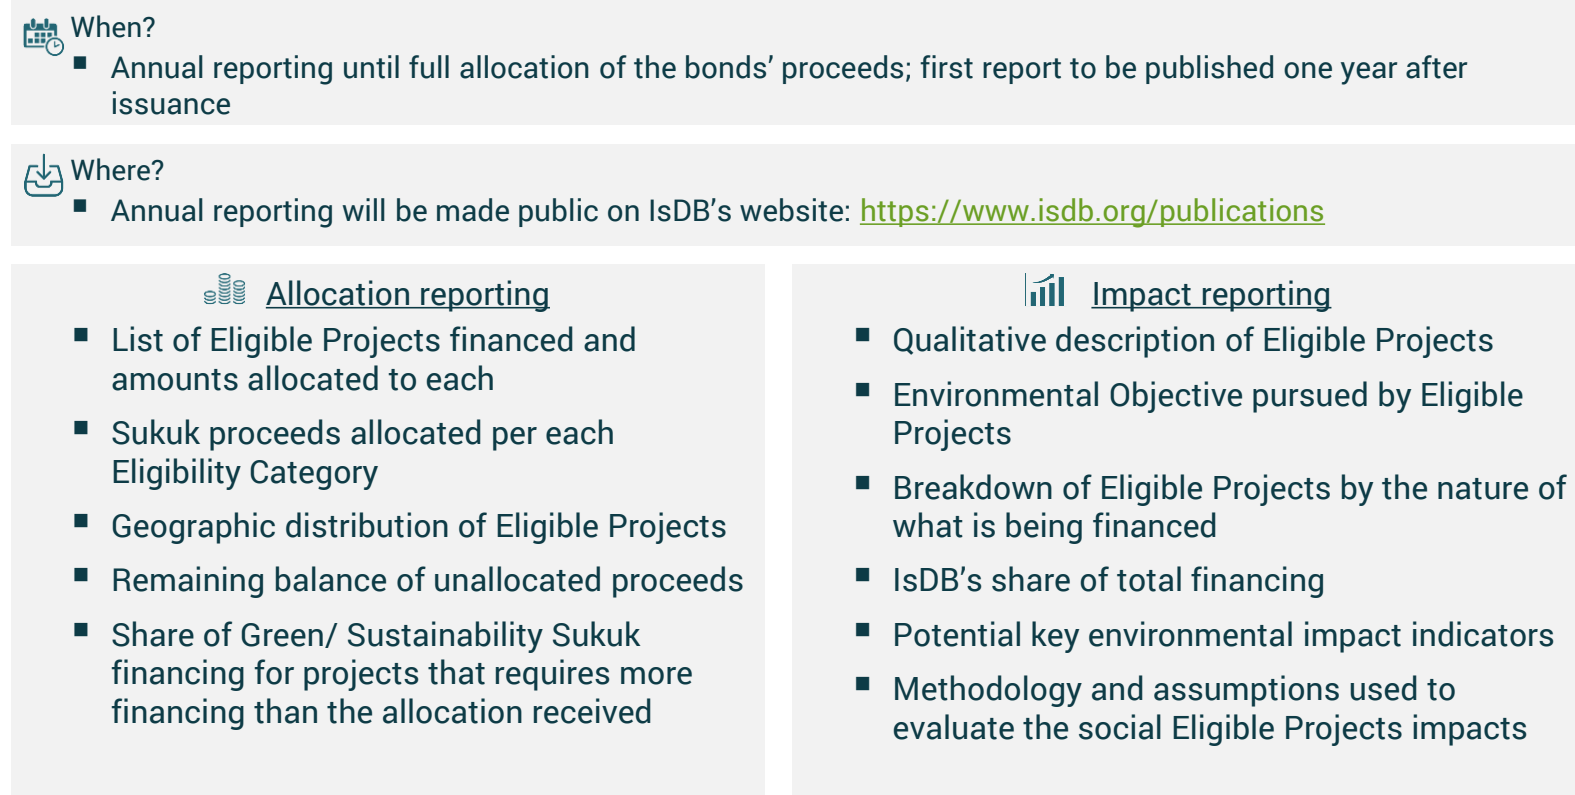 When?
▪ Annual reporting until full allocation of the bonds’ proceeds; first report to be published one year after
issuance
Where?
▪ Annual reporting will be made public on IsDB’s website: https://www.isdb.org/publications
Allocation reporting
▪ List of Eligible Projects financed and
amounts allocated to each
▪ Sukuk proceeds allocated per each
Eligibility Category
▪ Geographic distribution of Eligible Projects
▪ Remaining balance of unallocated proceeds
▪ Share of Green/ Sustainability Sukuk
financing for projects that requires more
financing than the allocation received
Impact reporting
▪ Qualitative description of Eligible Projects
▪ Environmental Objective pursued by Eligible
Projects
▪ Breakdown of Eligible Projects by the nature of
what is being financed
▪ IsDB’s share of total financing
▪ Potential key environmental impact indicators
▪ Methodology and assumptions used to
evaluate the social Eligible Projects impacts